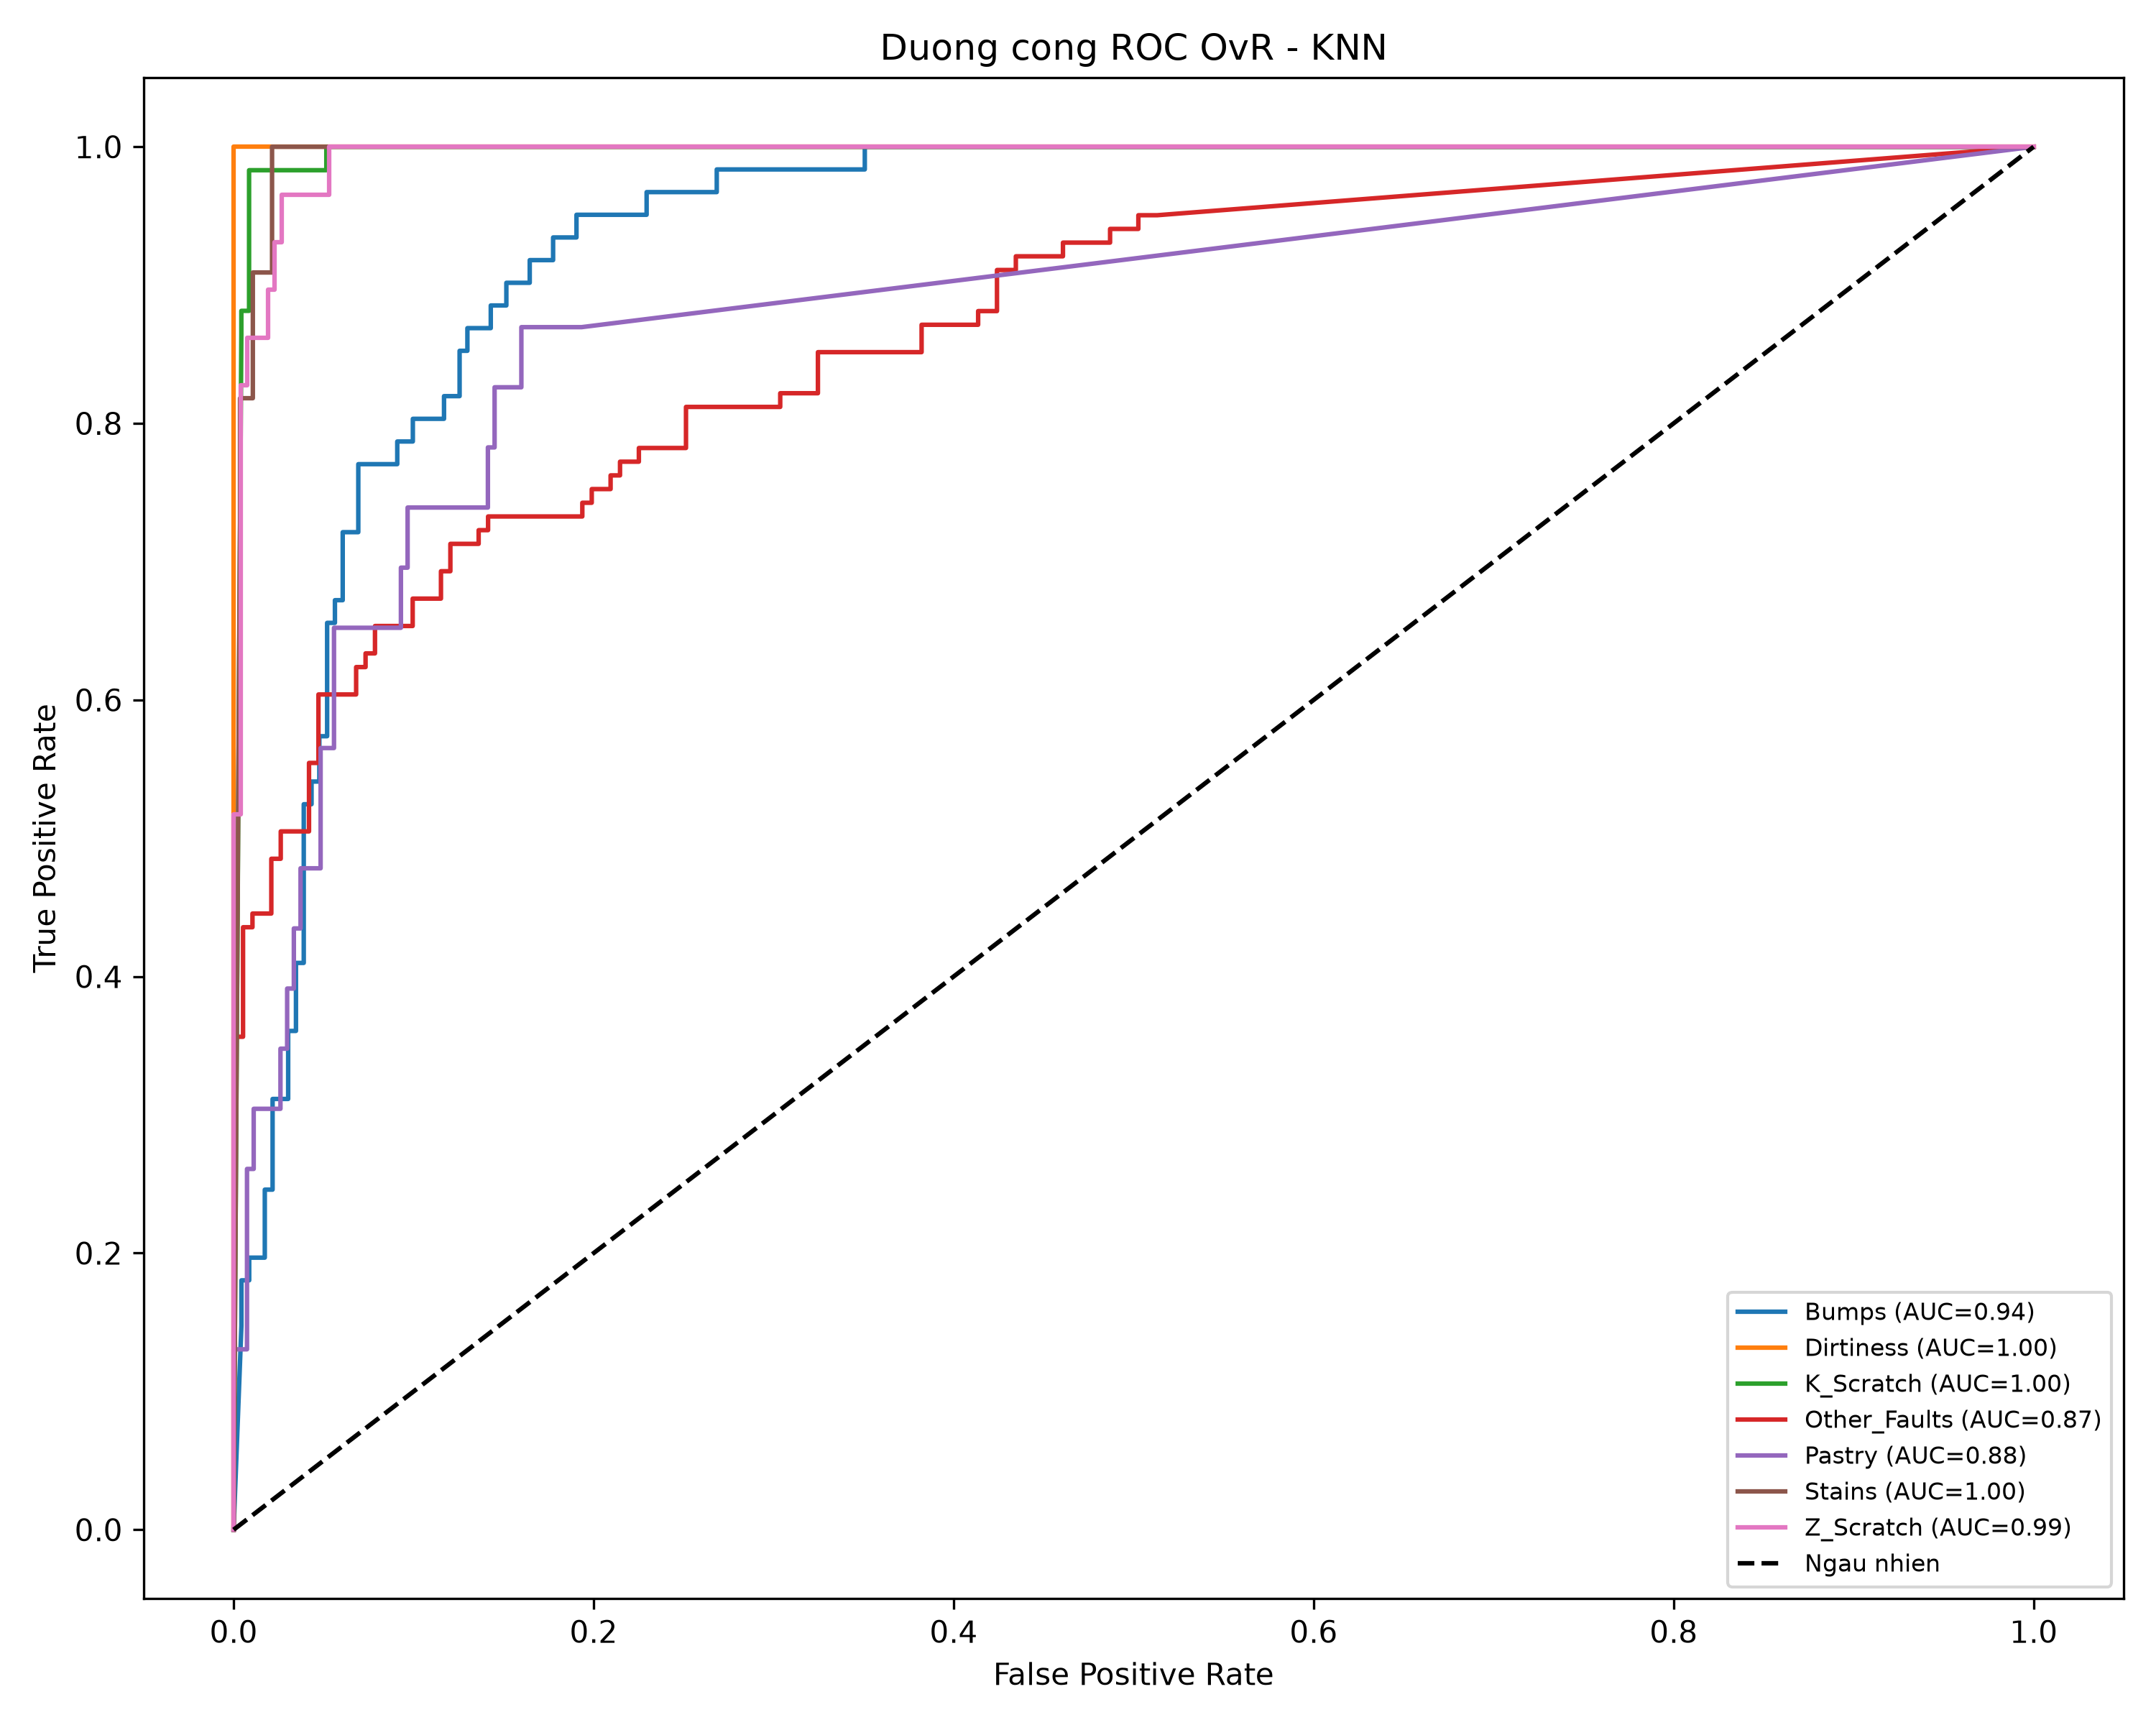 Duong cong ROC OvR - KNN
True Positive Rate
1.0
0.8
0.6
0.4
0.2
0.0
0.0 0.2 0.4 0.6 0.8 1.0
False Positive Rate
Bumps (AUC=0.94)
Dirtiness (AUC=1.00)
K_Scratch (AUC=1.00)
Other_Faults (AUC=0.87)
Pastry (AUC=0.88)
Stains (AUC=1.00)
Z_Scratch (AUC=0.99)
Ngau nhien